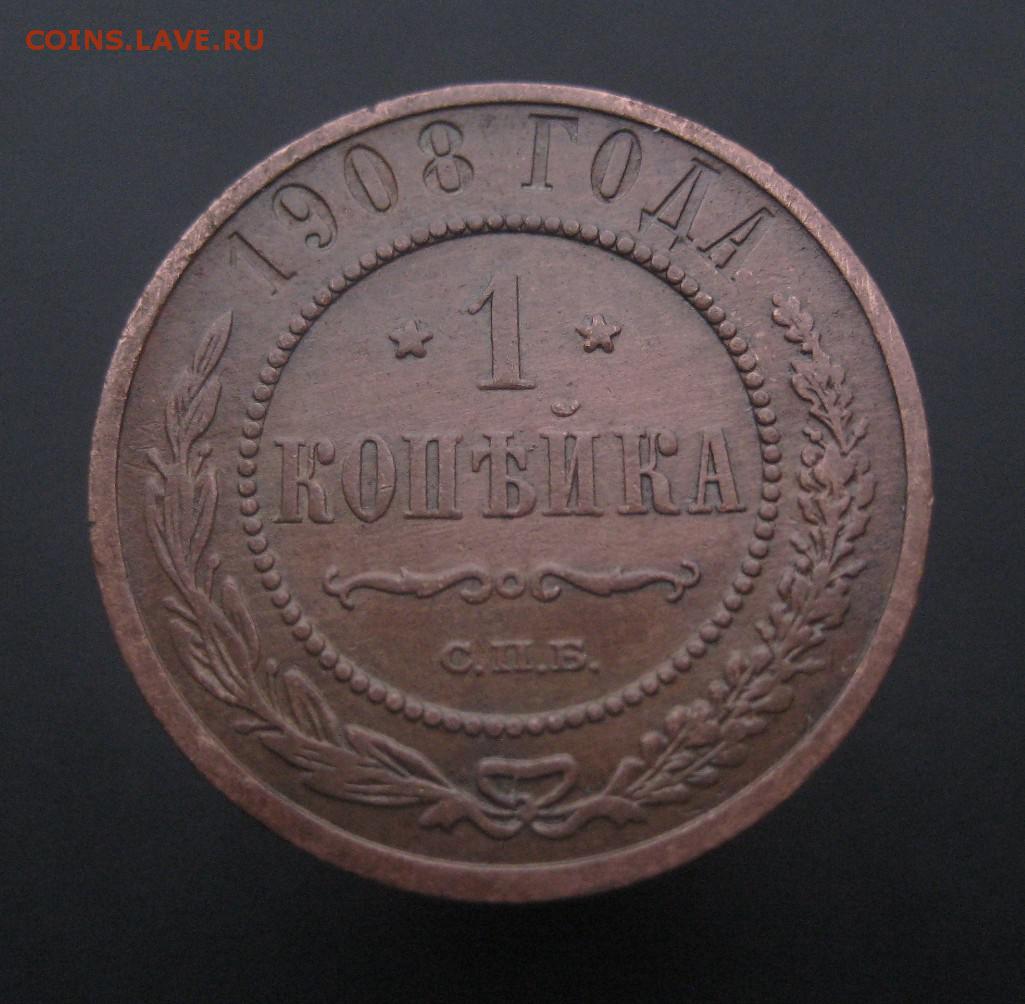 COINS.LAVE.RU
1908 ГОДА
* 1 *
КОПѢЙКА
С.П.Б.